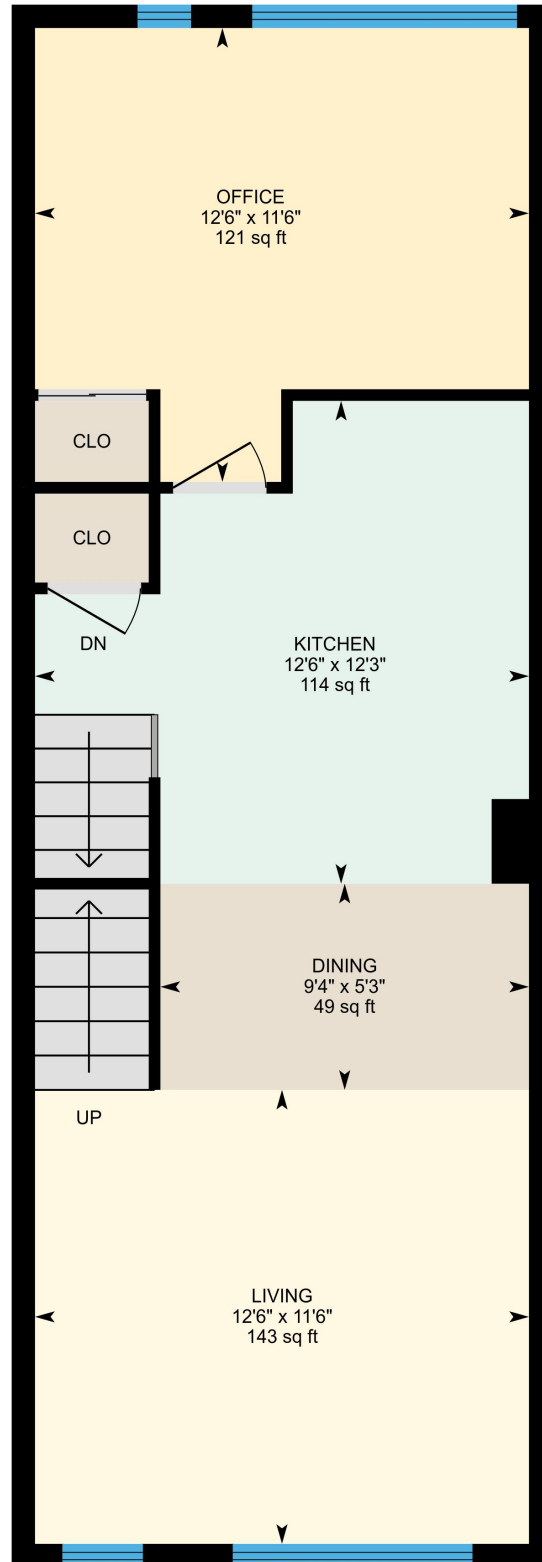 OFFICE
12'6" x 11'6"
121 sq ft
CLO
CLO
DN
KITCHEN
12'6" x 12'3"
114 sq ft
DINING
9'4" x 5'3"
49 sq ft
UP
LIVING
12'6" x 11'6"
143 sq ft